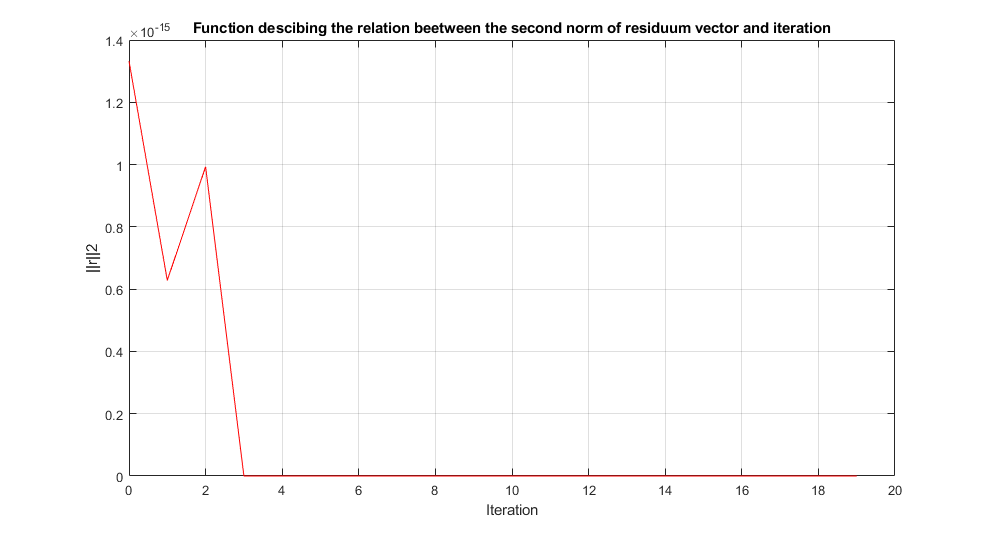 Function descibing the relation beetween the second norm of residuum vector and iteration
×10-15
1.4
1.2
1
0.8
0.6
0.4
0.2
0
||r||2
0 2 4 6 8 10 12 14 16 18 20
Iteration